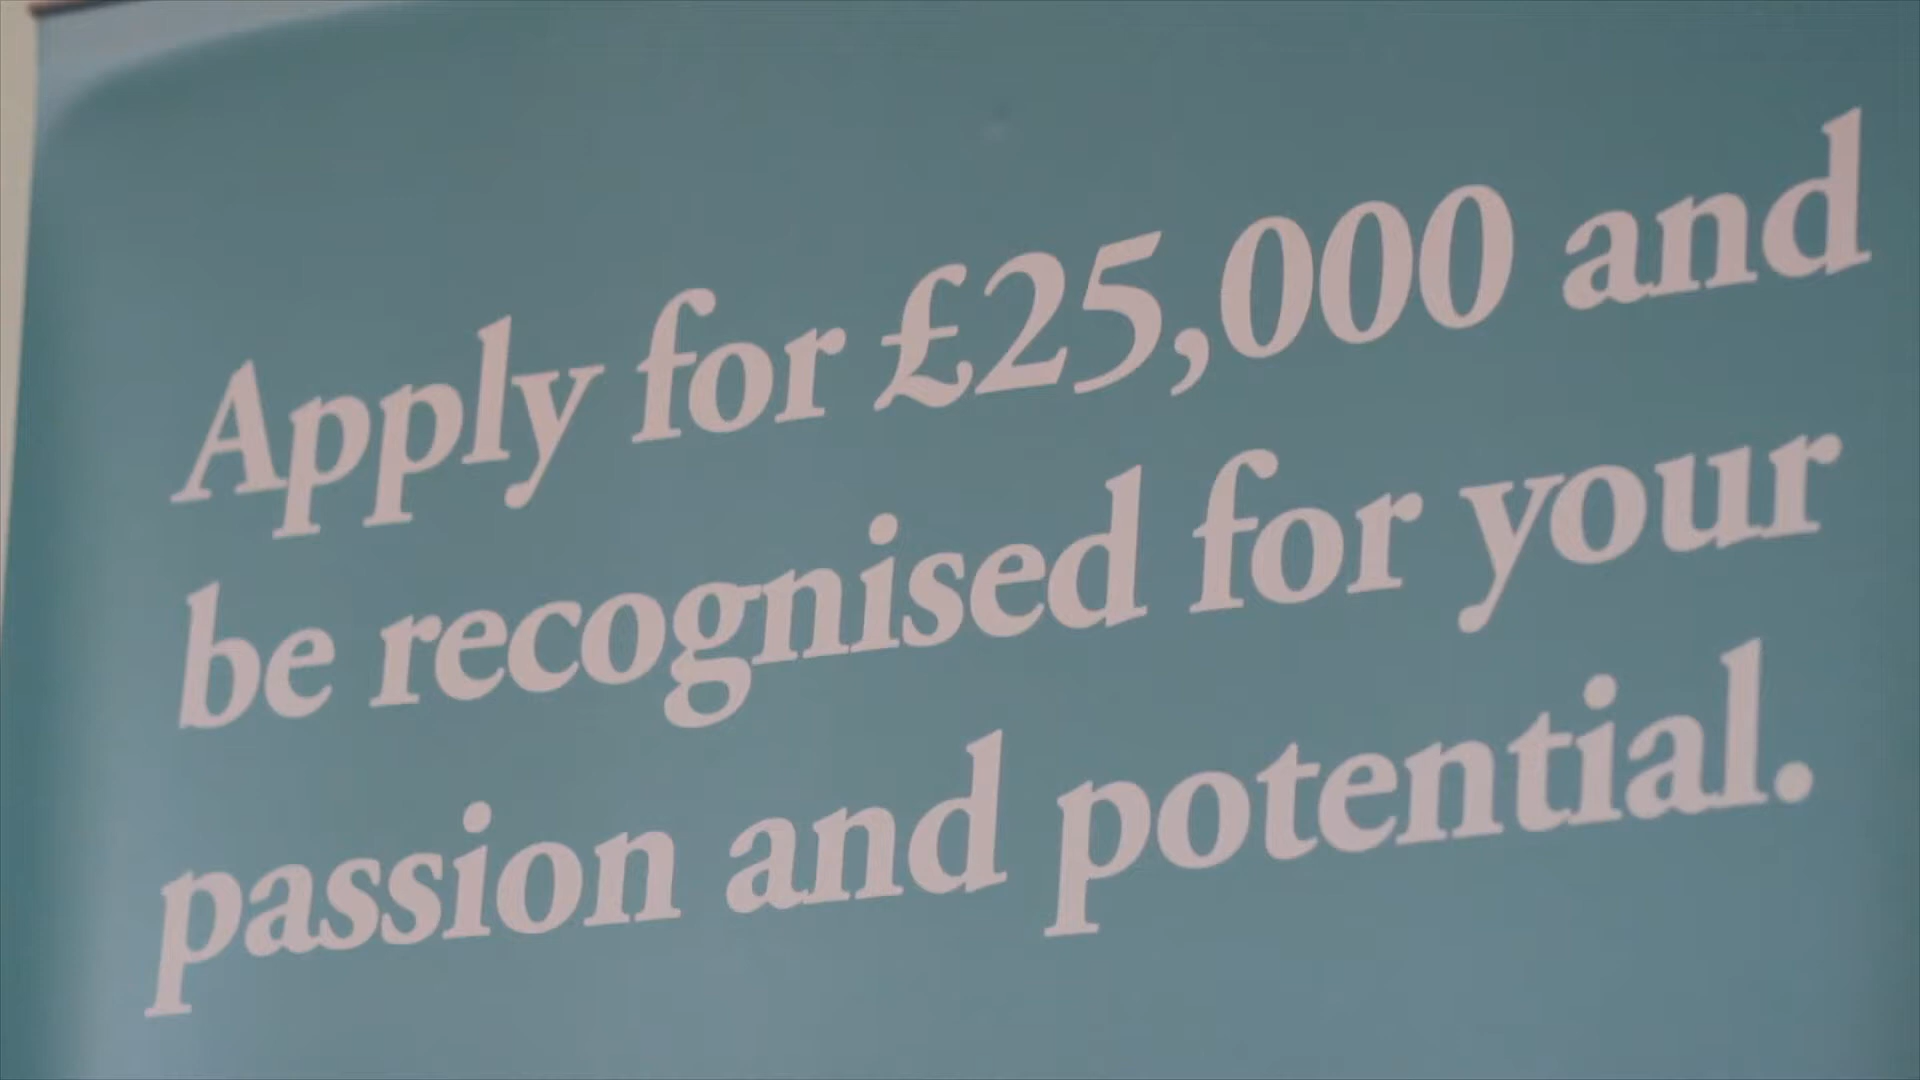 Apply for £25,000 and
be recognised for your
passion and potential.